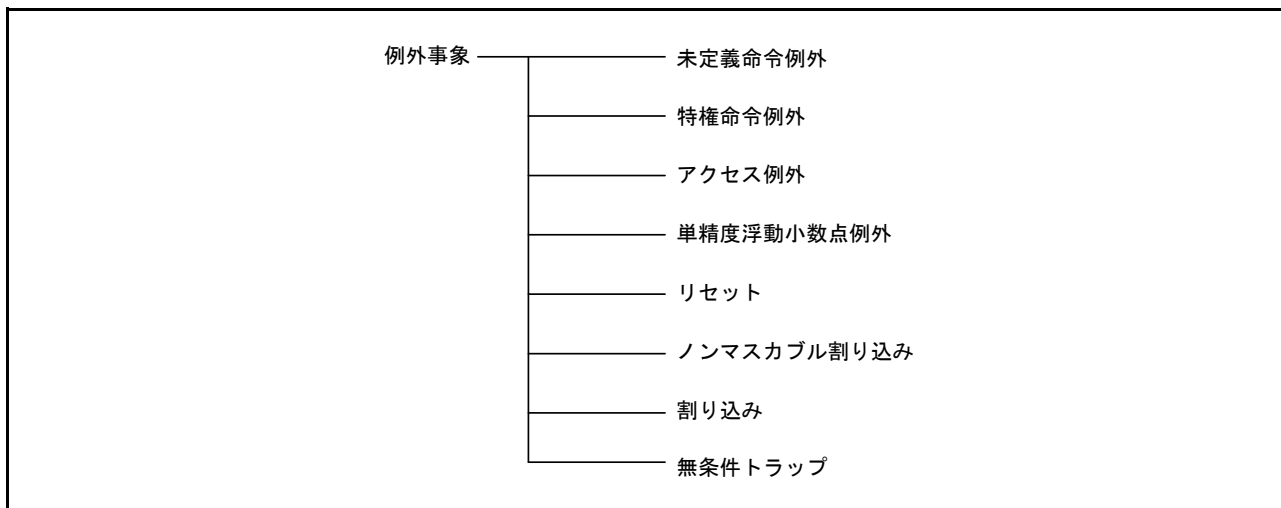 例外事象
未定義命令例外
特権命令例外
アクセス例外
単精度浮動小数点例外
リセット
ノンマスカブル割り込み
割り込み
無条件トラップ